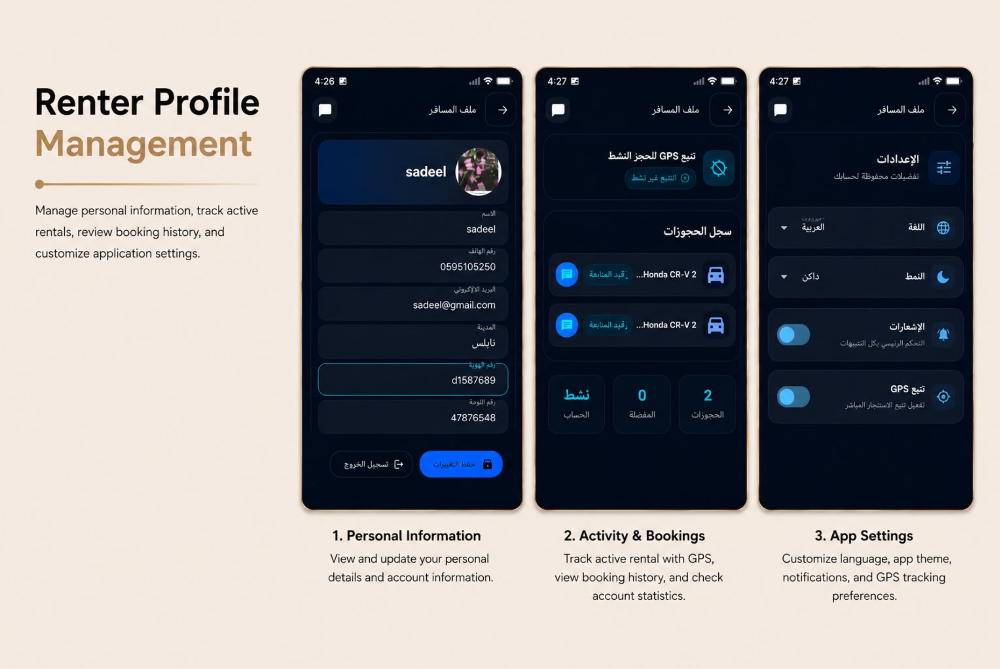 Renter Profile
Management
Manage personal information, track active
rentals, review booking history, and
customize application settings.
4:26
ملف المسافر
sadeel
الاسم
sadeel
رقم الهاتف
0595105250
البريد الالكتروني
sadeel@gmail.com
المدينة
نابلس
رقم الهوية
d1587689
رقم اللوحة
47876548
حفظ التغييرات
تسجيل الخروج
1. Personal Information
View and update your personal
details and account information.
4:27
ملف المسافر
تتبع GPS للحجز النشط
التتبع غير نشط
سجل الحجوزات
Honda CR-V 2...
قيد المتابعة
Honda CR-V 2...
قيد المتابعة
2
الحجوزات
0
المفضلة
نشط
الحساب
2. Activity & Bookings
Track active rental with GPS,
view booking history, and check
account statistics.
4:27
ملف المسافر
الإعدادات
تفضيلات محفوظة لحسابك
اللغة
العربية
النمط
داكن
الإشعارات
التحكم الرئيسي بكل التنبيهات
تتبع GPS
تفعيل تتبع الاستئجار المباشر
3. App Settings
Customize language, app theme,
notifications, and GPS tracking
preferences.